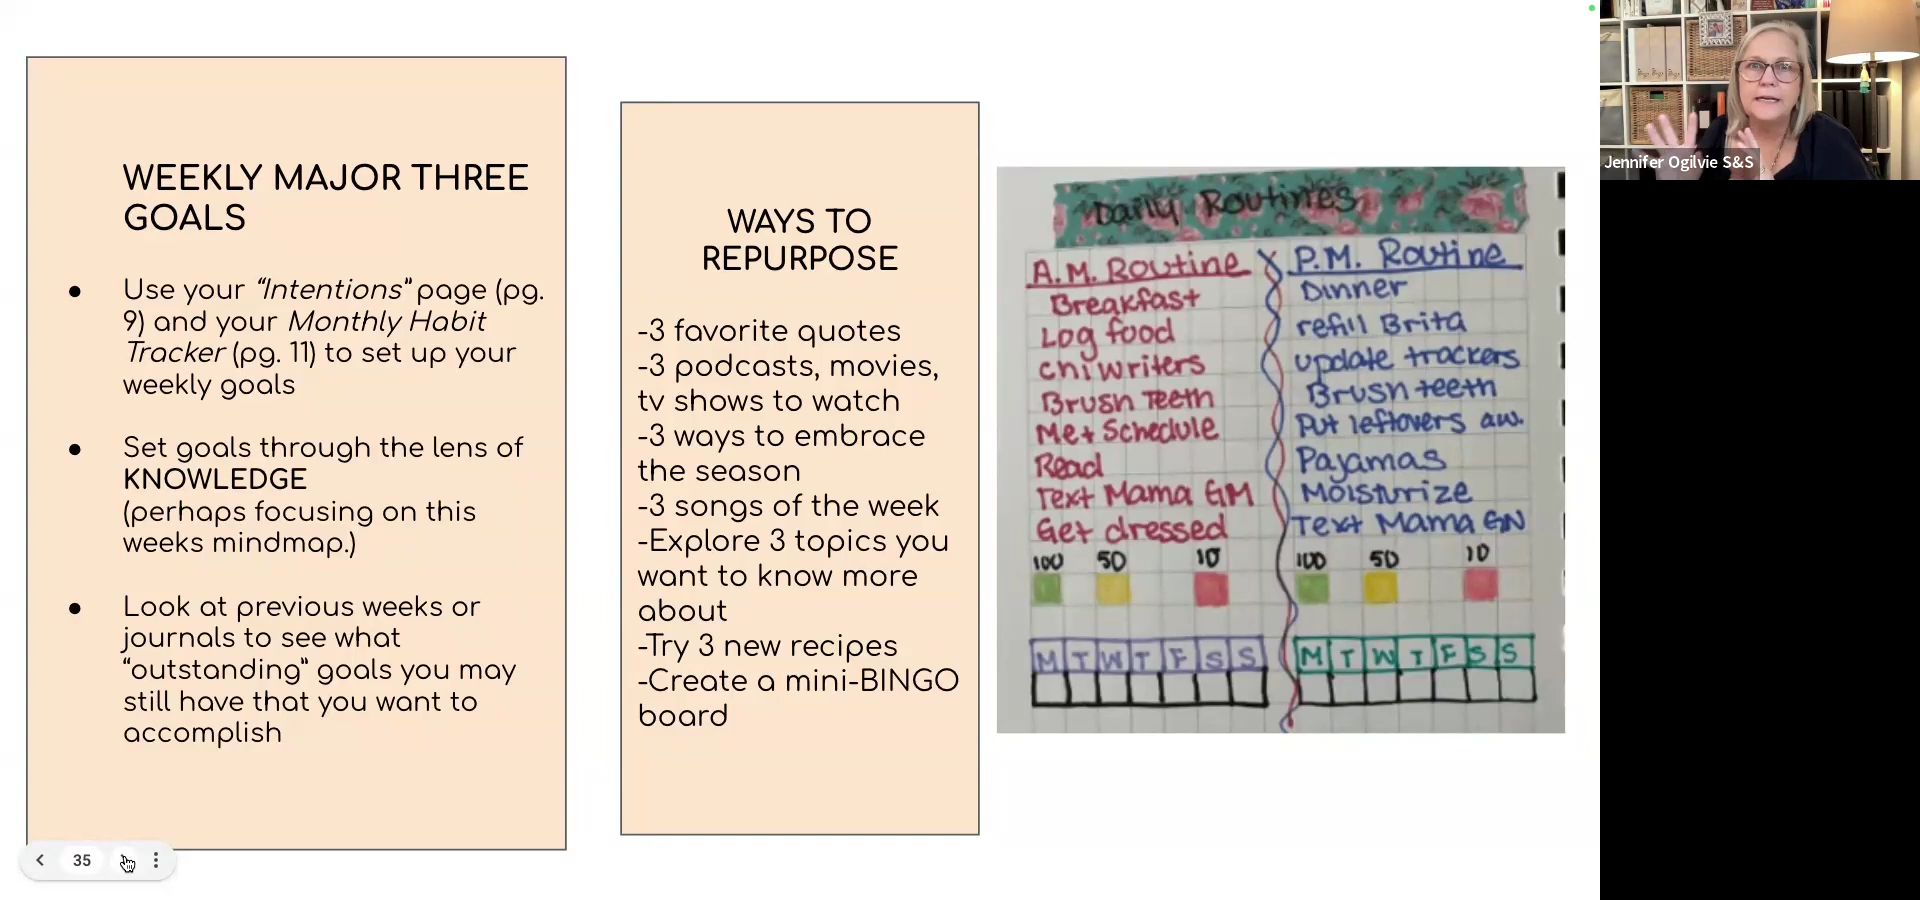 WEEKLY MAJOR THREE
GOALS
● Use your “Intentions” page (pg.
9) and your Monthly Habit
Tracker (pg. 11) to set up your
weekly goals
● Set goals through the lens of
KNOWLEDGE
(perhaps focusing on this
weeks mindmap.)
● Look at previous weeks or
journals to see what
“outstanding” goals you may
still have that you want to
accomplish
35
WAYS TO
REPURPOSE
-3 favorite quotes
-3 podcasts, movies,
tv shows to watch
-3 ways to embrace
the season
-3 songs of the week
-Explore 3 topics you
want to know more
about
-Try 3 new recipes
-Create a mini-BINGO
board
Daily Routines
A.M. Routine
Breakfast
Log food
chiwriters
Brush Teeth
Met Schedule
Read
Text Mama GM
Get dressed
100 50 10
M T W T F S S
P.M. Routine
Dinner
refill Brita
update trackers
Brush teeth
Put leftovers aw.
Pajamas
Moisturize
Text Mama GN
100 50 10
M T W T F S S
Jennifer Ogilvie S&S